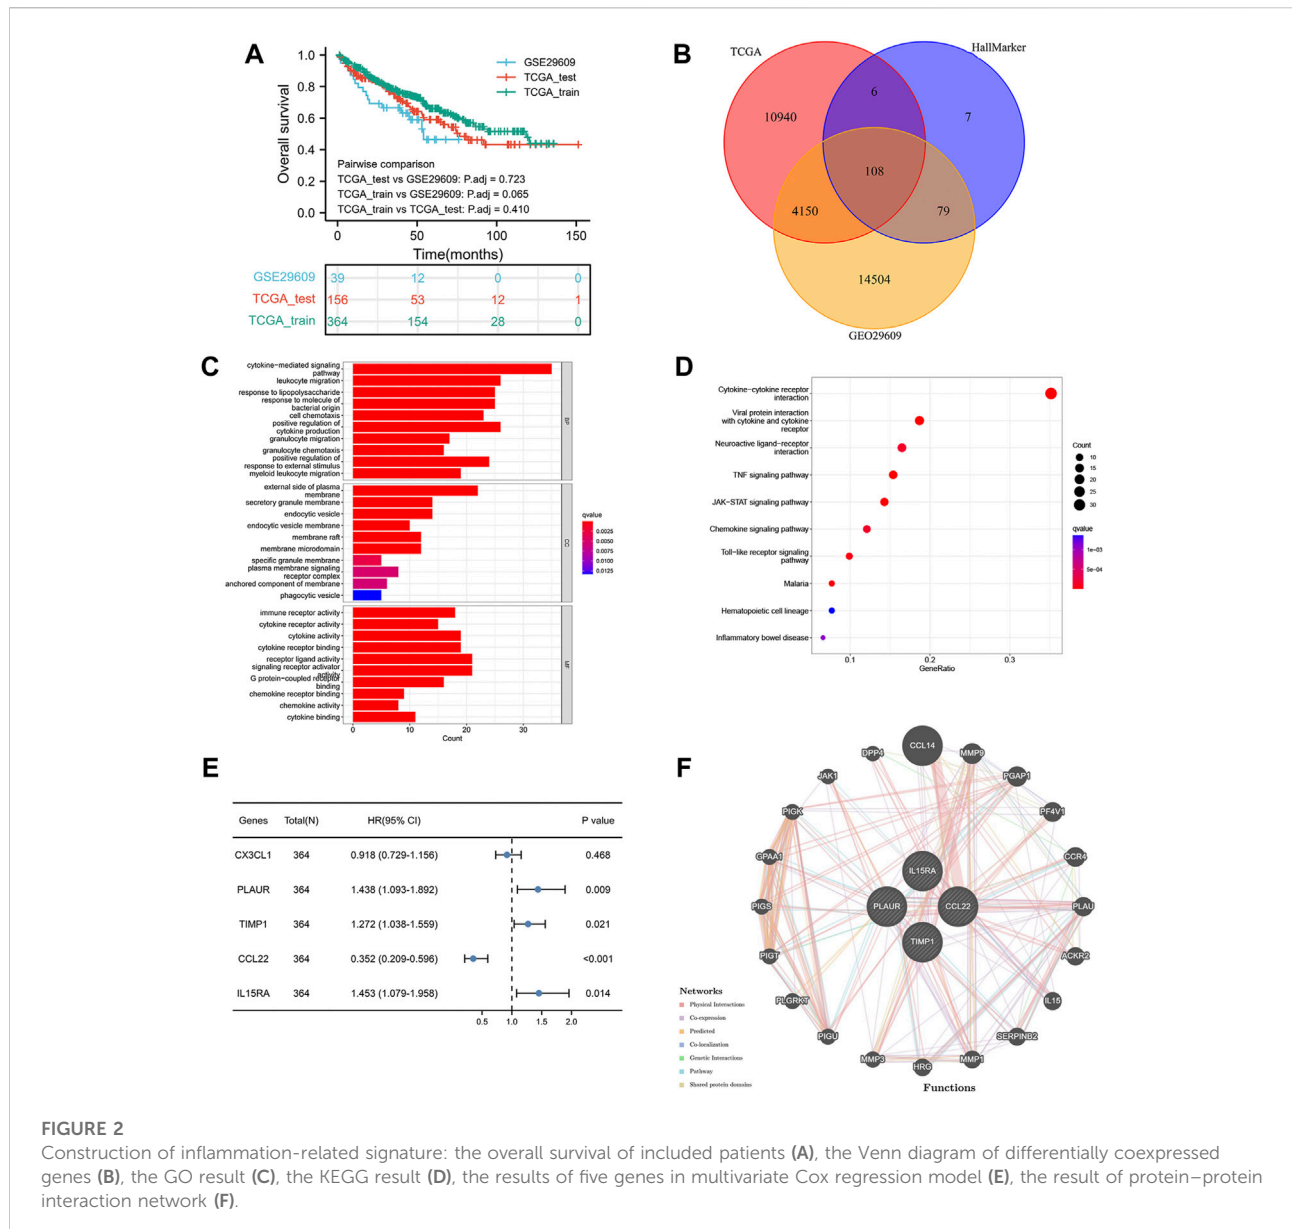 A
1.0
0.8
0.6
0.4
0.2
0.0
Overall survival
GSE29609
TCGA_test
TCGA_train
Pairwise comparison
TCGA_test vs GSE29609: P.adj = 0.723
TCGA_train vs GSE29609: P.adj = 0.065
TCGA_train vs TCGA_test: P.adj = 0.410
0 50 100 150
Time(months)
GSE29609 39 12 0 0
TCGA_test 156 53 12 1
TCGA_train 364 154 28 0
B
TCGA
HallMarker
10940
6
7
108
4150
79
14504
GEO29609
C
cytokine−mediated signaling
pathway
leukocyte migration
response to lipopolysaccharide
response to molecule of
bacterial origin
cell chemotaxis
positive regulation of
cytokine production
granulocyte migration
granulocyte chemotaxis
positive regulation of
response to external stimulus
myeloid leukocyte migration
BP
external side of plasma
membrane
secretory granule membrane
endocytic vesicle
endocytic vesicle membrane
membrane raft
membrane microdomain
specific granule membrane
plasma membrane signaling
receptor complex
anchored component of membrane
phagocytic vesicle
CC
immune receptor activity
cytokine receptor activity
cytokine activity
cytokine receptor binding
receptor ligand activity
signaling receptor activator
activity
G protein−coupled receptor
binding
chemokine receptor binding
chemokine activity
cytokine binding
MF
0 10 20 30
Count
qvalue
0.0025
0.0050
0.0075
0.0100
0.0125
D
Cytokine−cytokine receptor
interaction
Viral protein interaction
with cytokine and cytokine
receptor
Neuroactive ligand−receptor
interaction
TNF signaling pathway
JAK−STAT signaling pathway
Chemokine signaling pathway
Toll−like receptor signaling
pathway
Malaria
Hematopoietic cell lineage
Inflammatory bowel disease
0.1 0.2 0.3
GeneRatio
Count
10
15
20
25
30
qvalue
1e−03
5e−04
E
Genes Total(N) HR(95% CI) P value
CX3CL1 364 0.918 (0.729-1.156) 0.468
PLAUR 364 1.438 (1.093-1.892) 0.009
TIMP1 364 1.272 (1.038-1.559) 0.021
CCL22 364 0.352 (0.209-0.596) <0.001
IL15RA 364 1.453 (1.079-1.958) 0.014
0.5 1.0 1.5 2.0
F
CCL14
DPP4
MMP9
JAK1
PGAP1
PIGK
PF4V1
GPAA1
CCR4
IL15RA
PIGS
PLAUR
CCL22
PLAU
TIMP1
PIGT
ACKR2
PLGRKT
IL15
PIGU
SERPINB2
MMP3
HRG
MMP1
Networks
Physical Interactions
Co-expression
Predicted
Co-localization
Genetic Interactions
Pathway
Shared protein domains
Functions
FIGURE 2
Construction of inflammation-related signature: the overall survival of included patients (A), the Venn diagram of differentially coexpressed
genes (B), the GO result (C), the KEGG result (D), the results of five genes in multivariate Cox regression model (E), the result of protein–protein
interaction network (F).